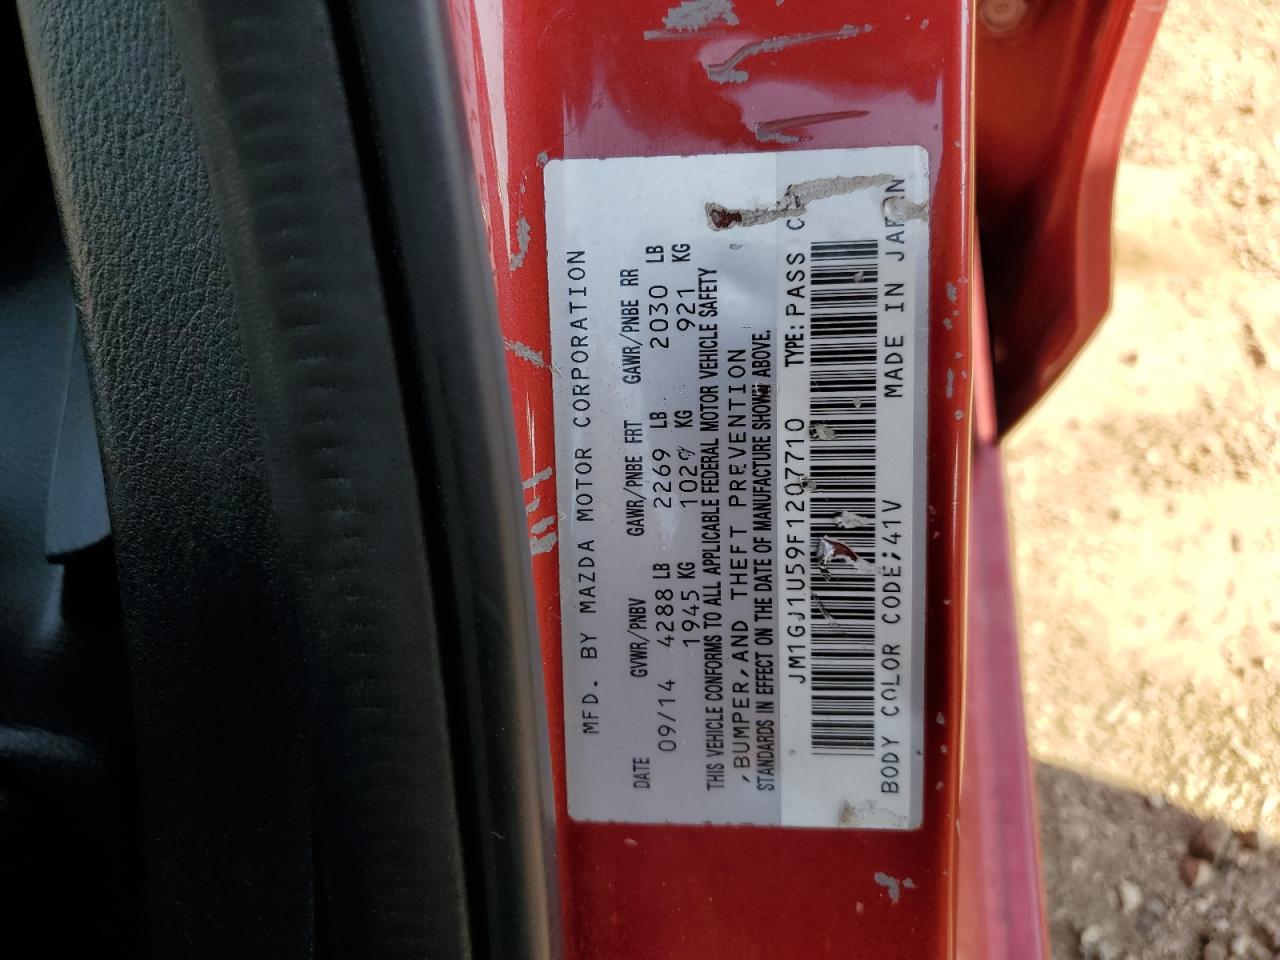 MFD. BY MAZDA MOTOR CORPORATION
DATE GVWR/PNBV GAWR/PNBE FRT GAWR/PNBE RR
09/14 4288 LB 2269 LB 2030 LB
1945 KG KG 921 KG
THIS VEHICLE CONFORMS TO ALL APPLICABLE FEDERAL MOTOR VEHICLE SAFETY
,BUMPER,AND THEFT PREVENTION
STANDARDS IN EFFECT ON THE DATE OF MANUFACTURE SHOWN ABOVE.
JM1GJ1U59F1207710 TYPE:PASS
BODY COLOR CODE;41V MADE IN JAPAN